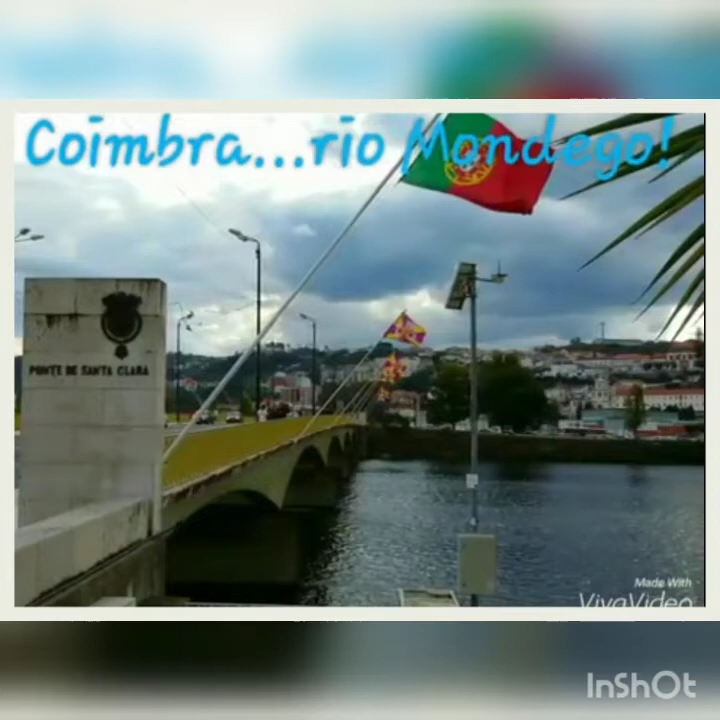 Coimbra...rio Mondego!
PONTE DE SANTA CLARA
Made With
VivaVideo
InShOt